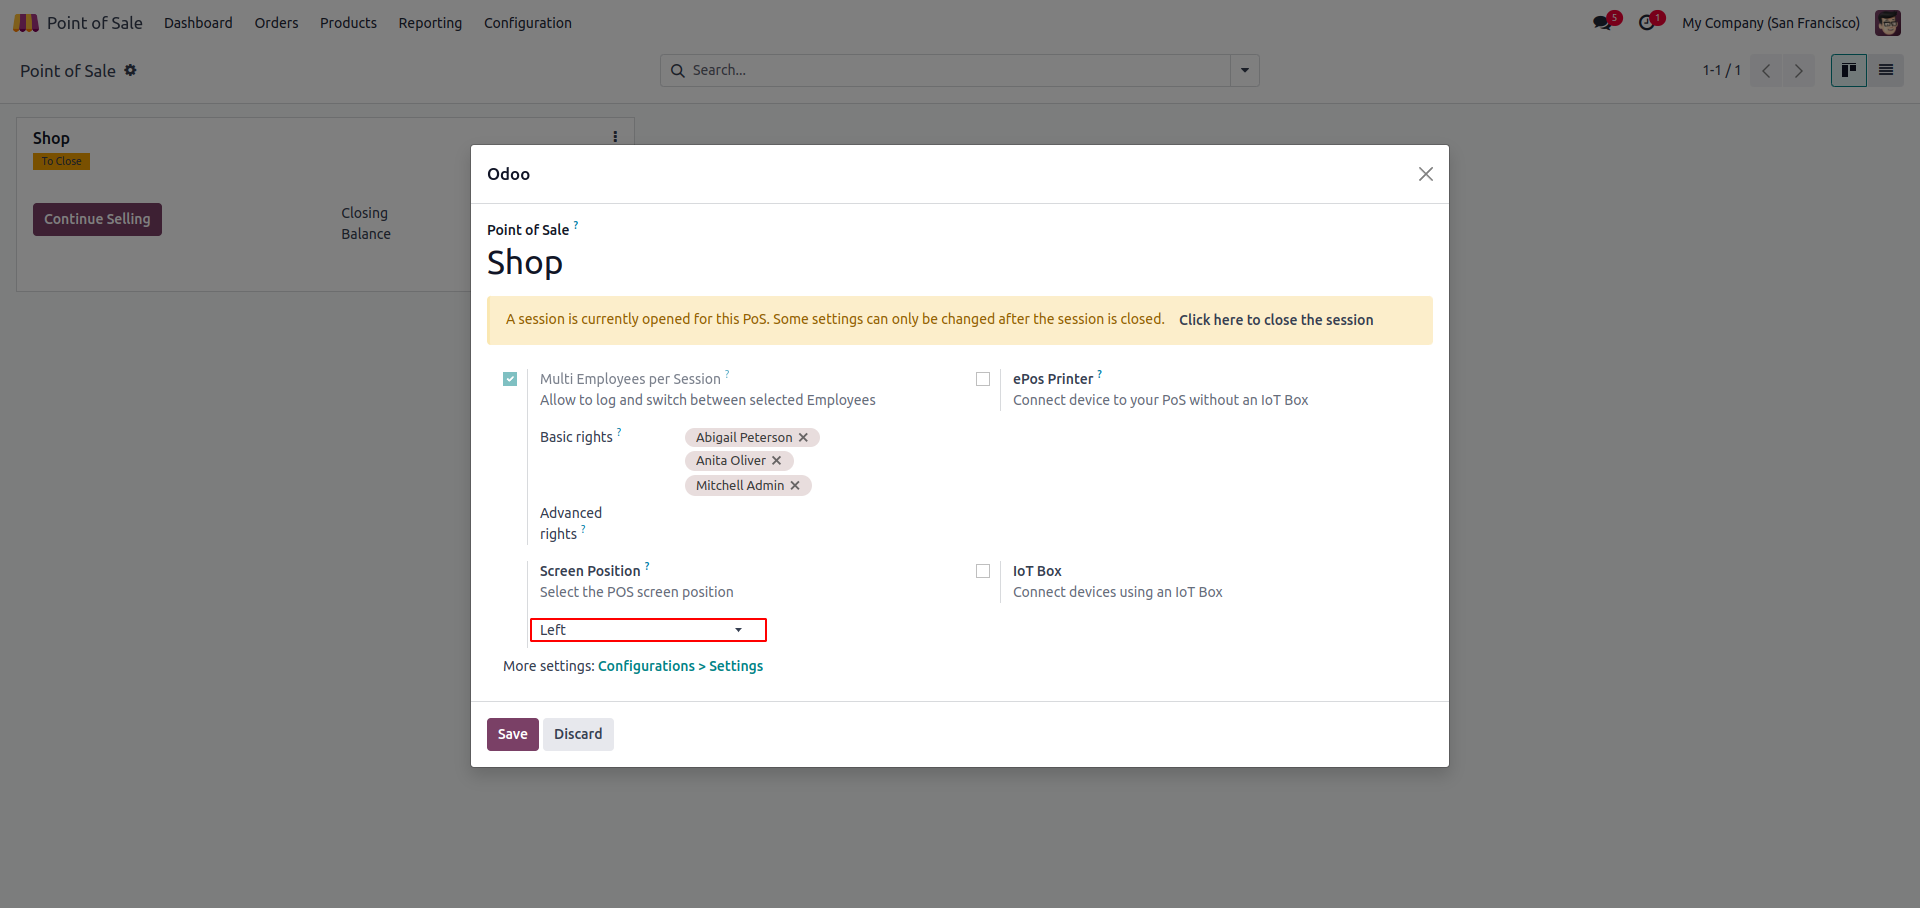 Point of Sale Dashboard Orders Products Reporting Configuration 5 1 My Company (San Francisco)
Point of Sale Search... 1-1 / 1
Shop
To Close
Continue Selling
Closing
Balance
Odoo
Point of Sale ?
Shop
A session is currently opened for this PoS. Some settings can only be changed after the session is closed. Click here to close the session
Multi Employees per Session ?
Allow to log and switch between selected Employees
ePos Printer ?
Connect device to your PoS without an IoT Box
Basic rights ?
Abigail Peterson
Anita Oliver
Mitchell Admin
Advanced
rights ?
Screen Position ?
Select the POS screen position
IoT Box
Connect devices using an IoT Box
Left
More settings: Configurations > Settings
Save Discard